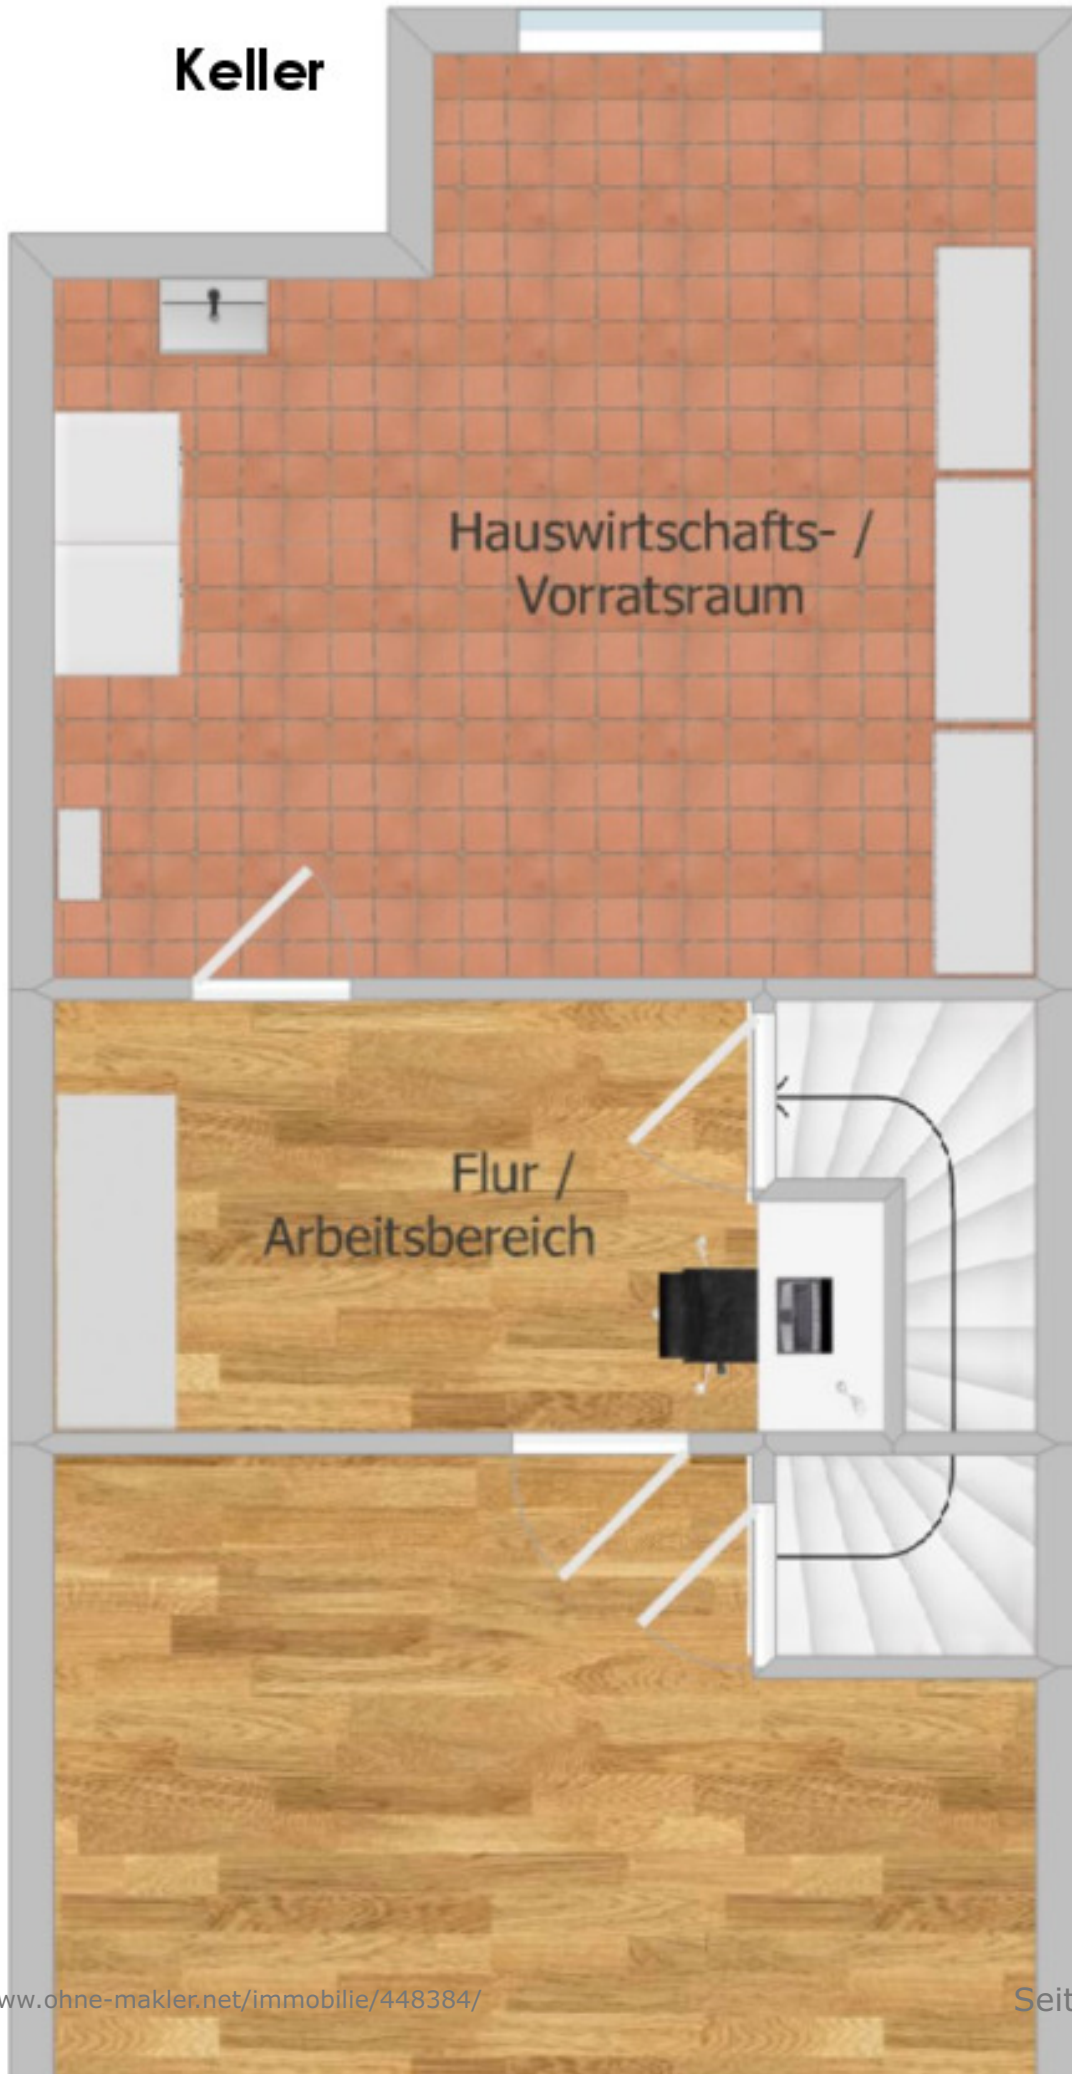 Keller
Hauswirtschafts- /
Vorratsraum
Flur /
Arbeitsbereich
ww.ohne-makler.net/immobilie/448384/
Seit